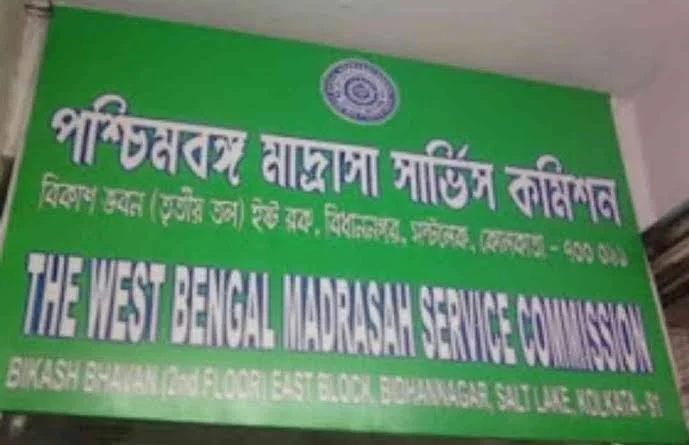 পশ্চিমবঙ্গ মাদ্রাসা সার্ভিস কমিশন
বিকাশ ভবন (তৃতীয় তল) ইস্ট ব্লক, বিধাননগর, সল্টলেক, কোলকাতা - ৭০০ ০৯১
THE WEST BENGAL MADRASAH SERVICE COMMISSION
BIKASH BHAVAN (2nd FLOOR) EAST BLOCK, BIDHANNAGAR, SALT LAKE, KOLKATA - 91